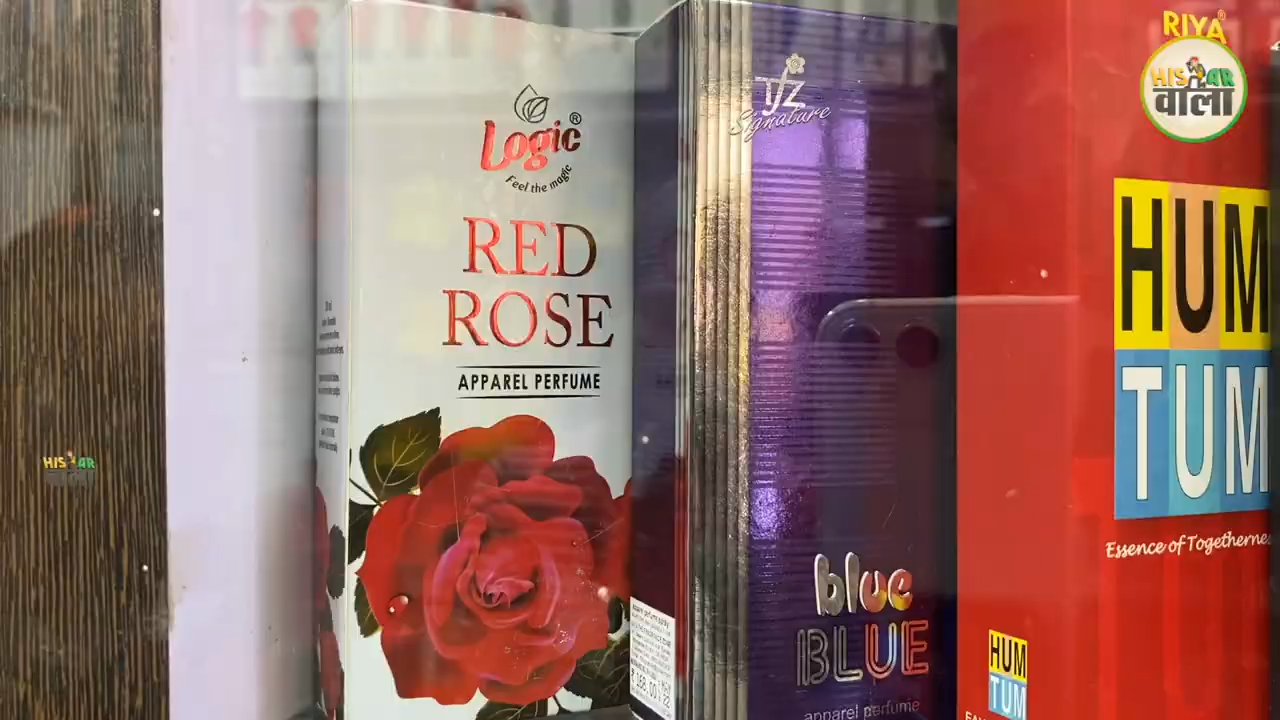 Logic®
Feel the magic
RED
ROSE
APPAREL PERFUME
TFZ
Signature
blue
BLUE
apparel perfume
RIYA®
HISAR
वाला
HUM
TUM
Essence of Togetherne
HUM
TUM
HISAR